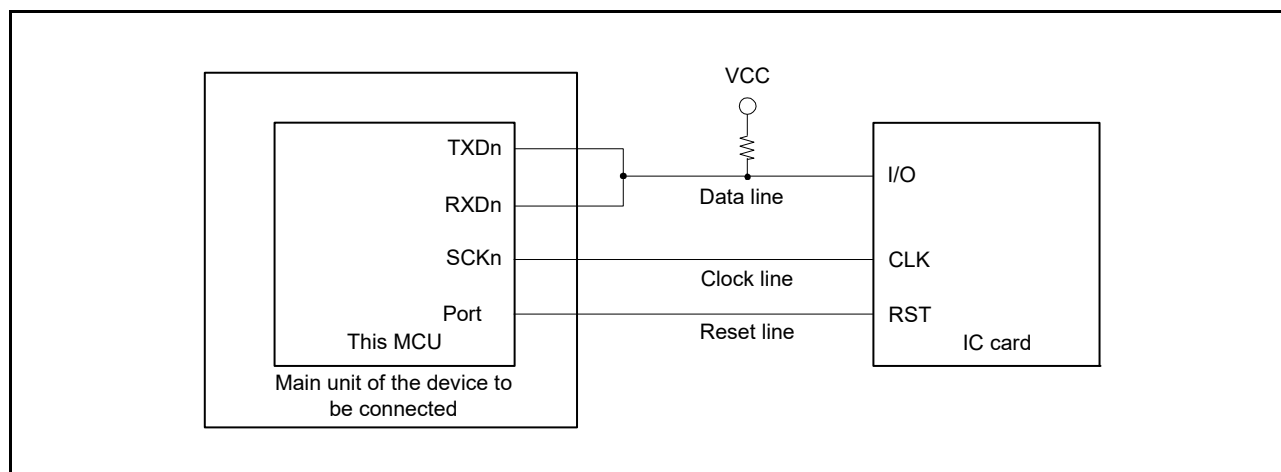 VCC
TXDn
I/O
Data line
RXDn
SCKn
CLK
Clock line
Port
RST
Reset line
This MCU
IC card
Main unit of the device to
be connected